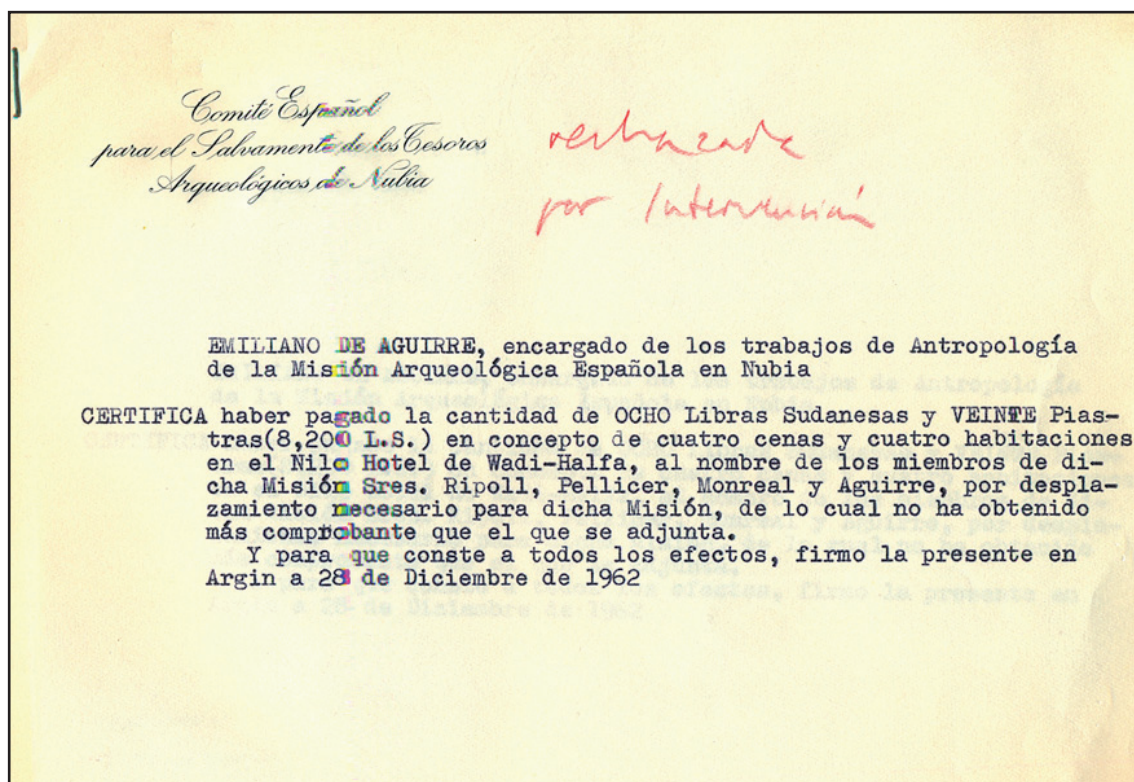 Comité Español
para el Salvamento de los Tesoros
Arqueológicos de Nubia
rechazada
por Intervención
EMILIANO DE AGUIRRE, encargado de los trabajos de Antropología
de la Misión Arqueológica Española en Nubia
CERTIFICA haber pagado la cantidad de OCHO Libras Sudanesas y VEINTE Pias-
tras(8,200 L.S.) en concepto de cuatro cenas y cuatro habitaciones
en el Nilo Hotel de Wadi-Halfa, al nombre de los miembros de di-
cha Misión Sres. Ripoll, Pellicer, Monreal y Aguirre, por despla-
zamiento necesario para dicha Misión, de lo cual no ha obtenido
más comprobante que el que se adjunta.
Y para que conste a todos los efectos, firmo la presente en
Argin a 28 de Diciembre de 1962